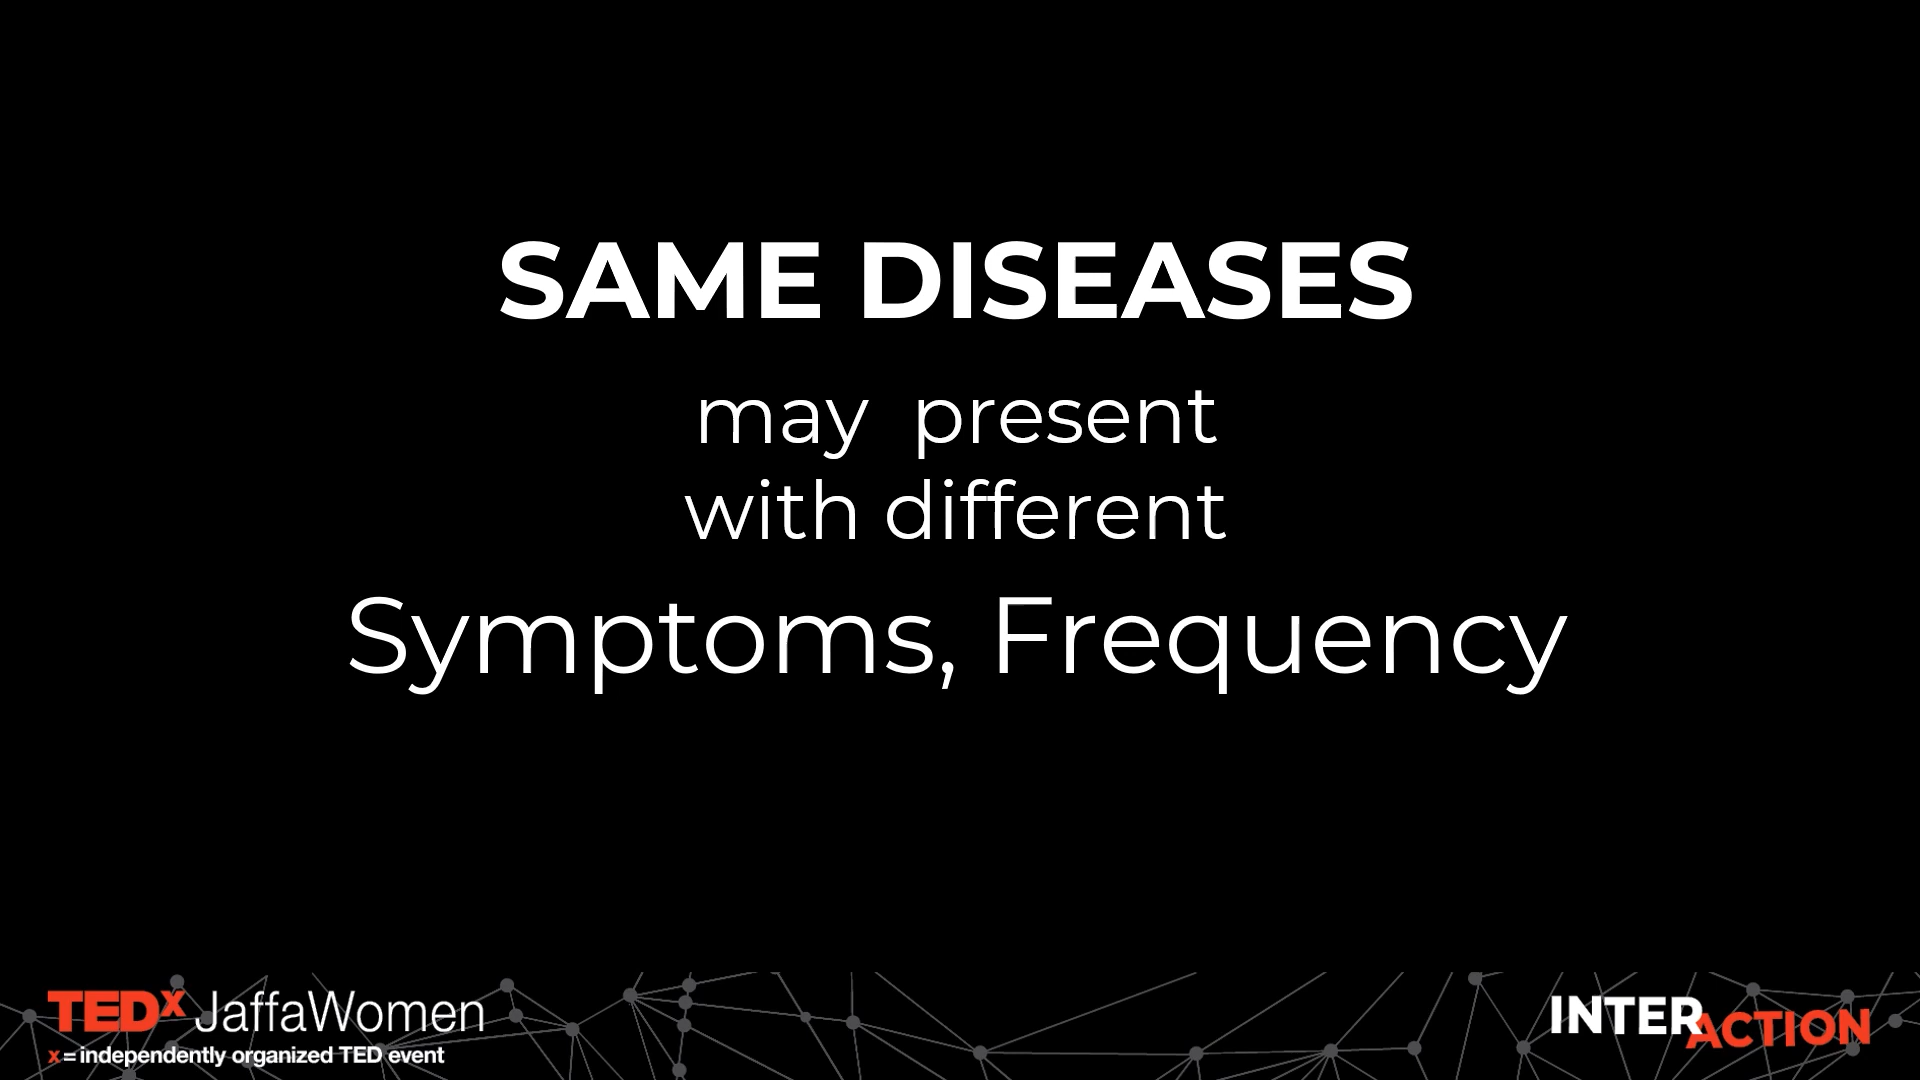 SAME DISEASES
may  present
with different
Symptoms, Frequency
TEDx JaffaWomen
x = independently organized TED event
INTER
ACTION